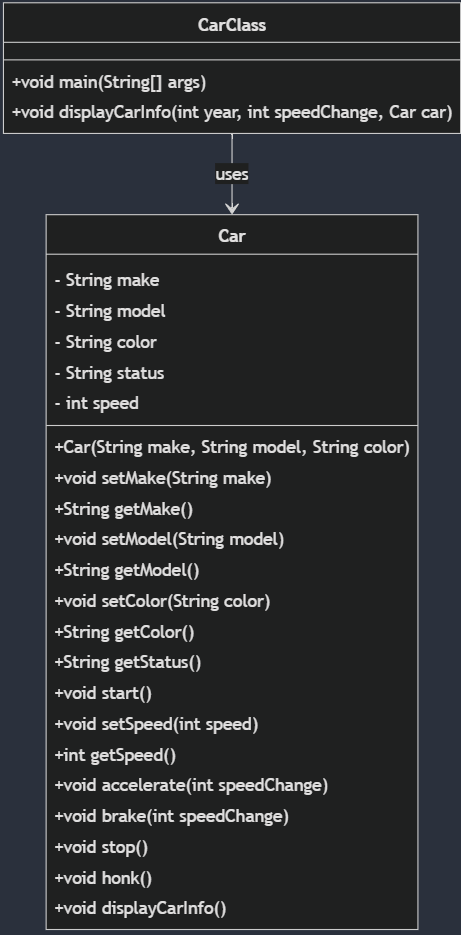 CarClass
+void main(String[] args)
+void displayCarInfo(int year, int speedChange, Car car)
uses
Car
- String make
- String model
- String color
- String status
- int speed
+Car(String make, String model, String color)
+void setMake(String make)
+String getMake()
+void setModel(String model)
+String getModel()
+void setColor(String color)
+String getColor()
+String getStatus()
+void start()
+void setSpeed(int speed)
+int getSpeed()
+void accelerate(int speedChange)
+void brake(int speedChange)
+void stop()
+void honk()
+void displayCarInfo()